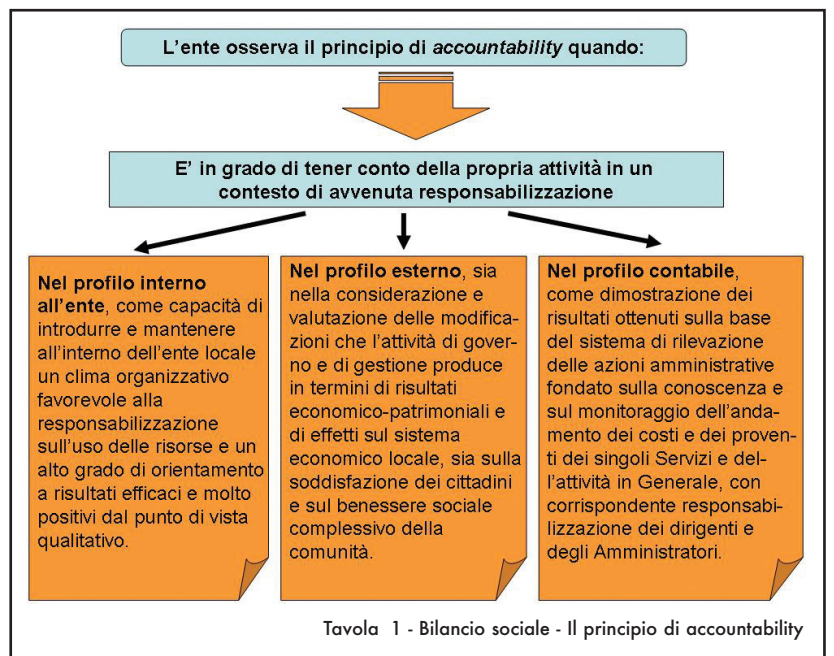 L'ente osserva il principio di accountability quando:
E' in grado di tener conto della propria attività in un
contesto di avvenuta responsabilizzazione
Nel profilo interno
all'ente, come capacità di
introdurre e mantenere
all'interno dell'ente locale
un clima organizzativo
favorevole alla
responsabilizzazione
sull'uso delle risorse e un
alto grado di orientamento
a risultati efficaci e molto
positivi dal punto di vista
qualitativo.
Nel profilo esterno, sia
nella considerazione e
valutazione delle modifica-
zioni che l'attività di gover-
no e di gestione produce
in termini di risultati
economico-patrimoniali e
di effetti sul sistema
economico locale, sia sulla
soddisfazione dei cittadini
e sul benessere sociale
complessivo della
comunità.
Nel profilo contabile,
come dimostrazione dei
risultati ottenuti sulla base
del sistema di rilevazione
delle azioni amministrative
fondato sulla conoscenza e
sul monitoraggio dell'anda-
mento dei costi e dei proven-
ti dei singoli Servizi e del-
l'attività in Generale, con
corrispondente responsabi-
lizzazione dei dirigenti e
degli Amministratori.
Tavola 1 - Bilancio sociale - Il principio di accountability